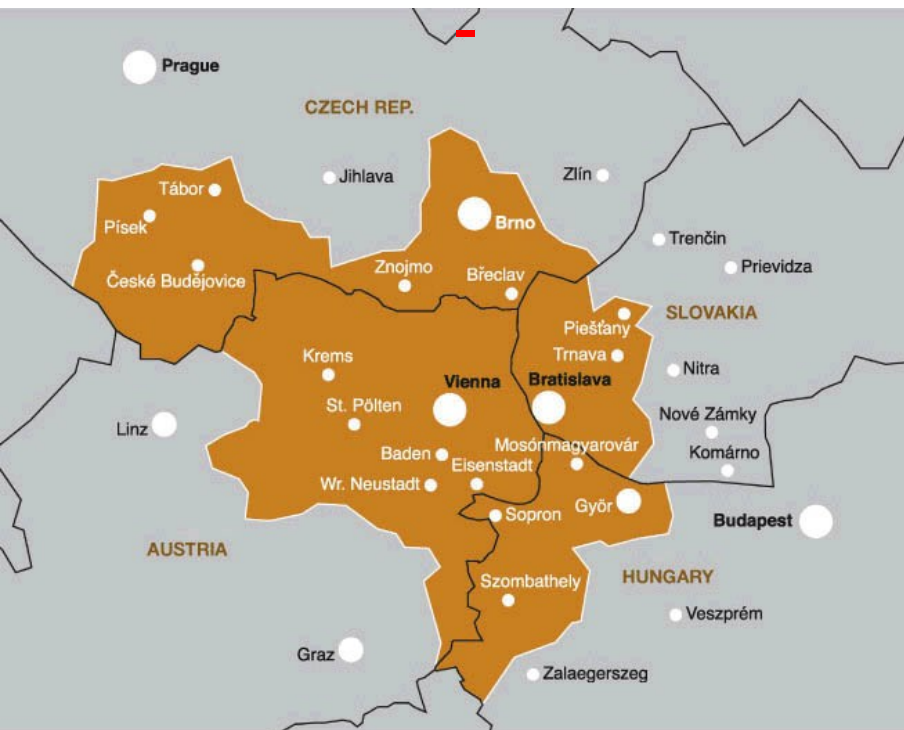 Prague
CZECH REP.
Jihlava
Zlín
Tábor
Písek
Brno
Trenčin
Znojmo
Břeclav
Prievidza
České Budějovice
SLOVAKIA
Piešťany
Krems
Trnava
Nitra
Vienna
Bratislava
St. Pölten
Linz
Nové Zámky
Mosónmagyarovár
Baden
Eisenstadt
Komárno
Wr. Neustadt
Sopron
Győr
Budapest
AUSTRIA
Szombathely
HUNGARY
Veszprém
Graz
Zalaegerszeg